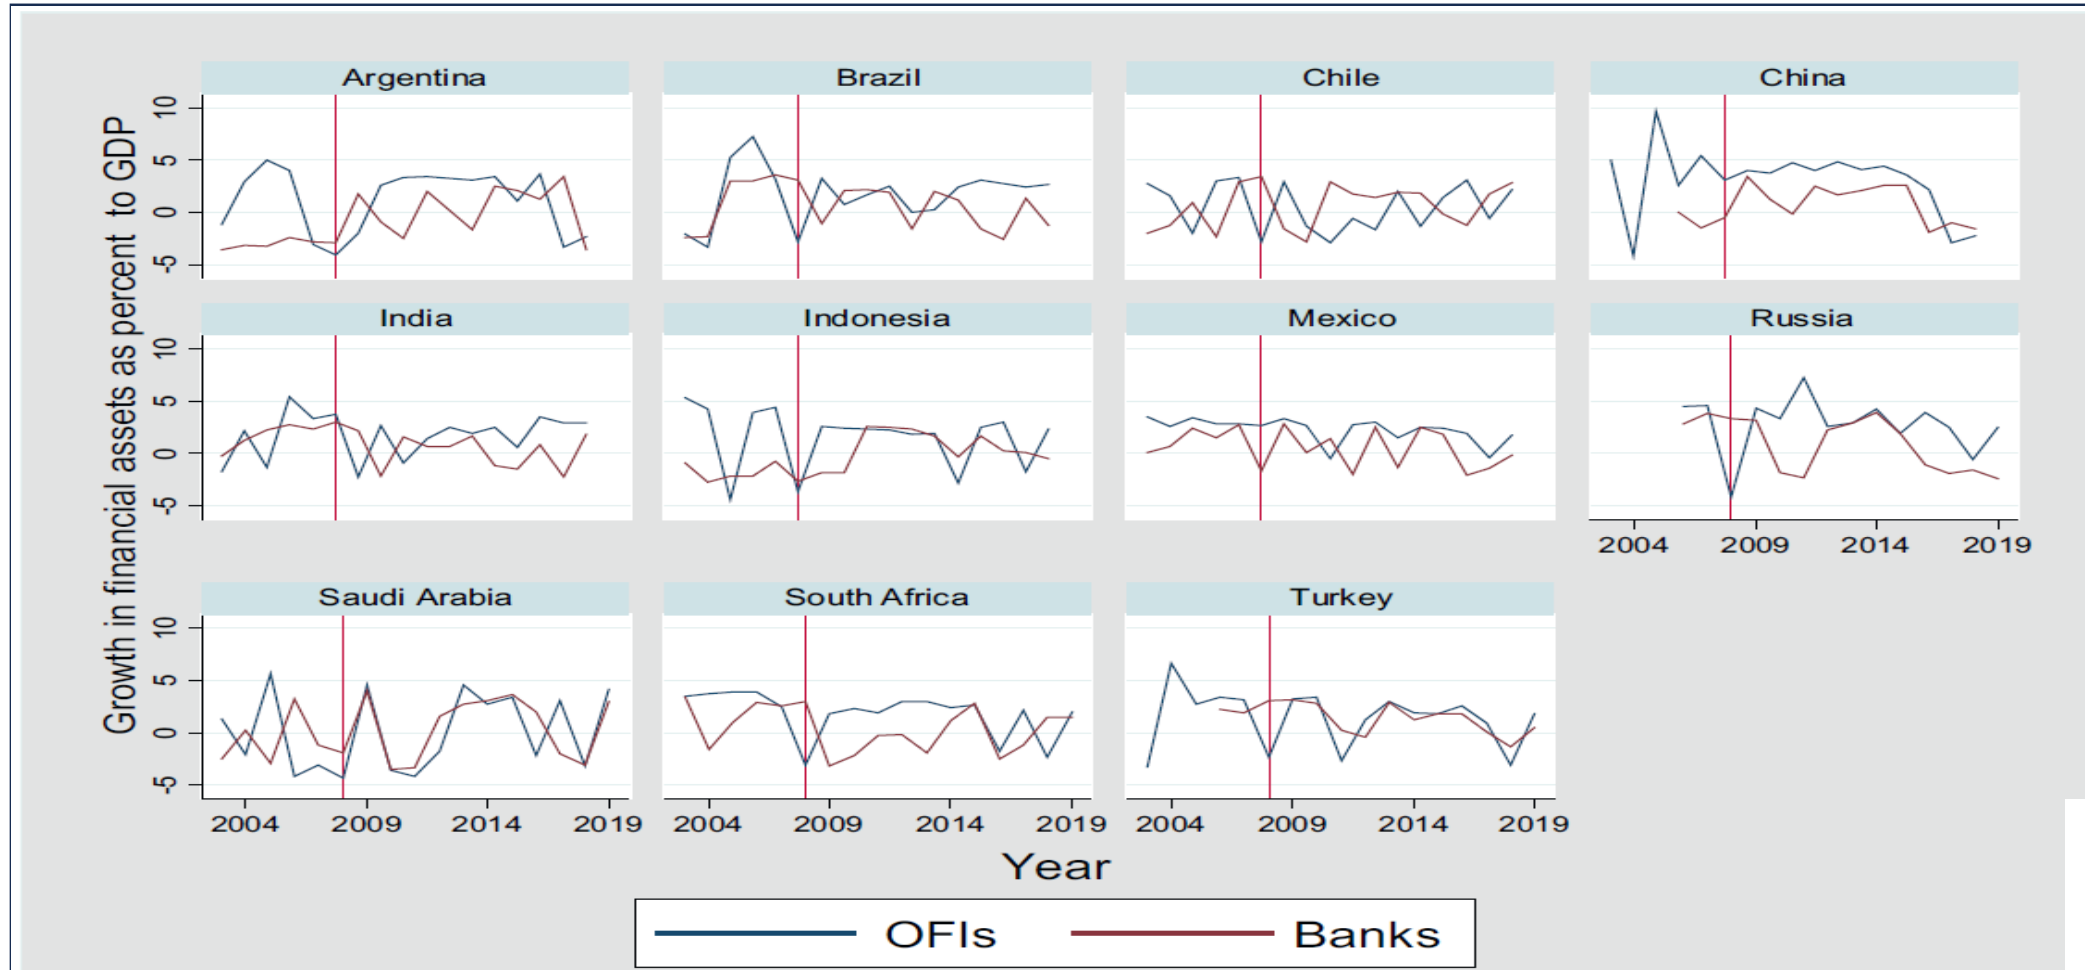 Growth in financial assets as percent to GDP
Argentina
Brazil
Chile
China
10
5
0
-5
India
Indonesia
Mexico
Russia
10
5
0
-5
2004 2009 2014 2019
Saudi Arabia
South Africa
Turkey
10
5
0
-5
2004 2009 2014 2019
2004 2009 2014 2019
2004 2009 2014 2019
Year
OFIs
Banks